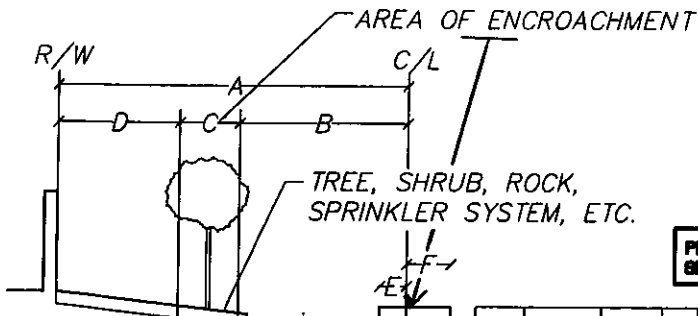 AREA OF ENCROACHMENT
R/W
C/L
A
D
C
B
TREE, SHRUB, ROCK,
SPRINKLER SYSTEM, ETC.
F
E